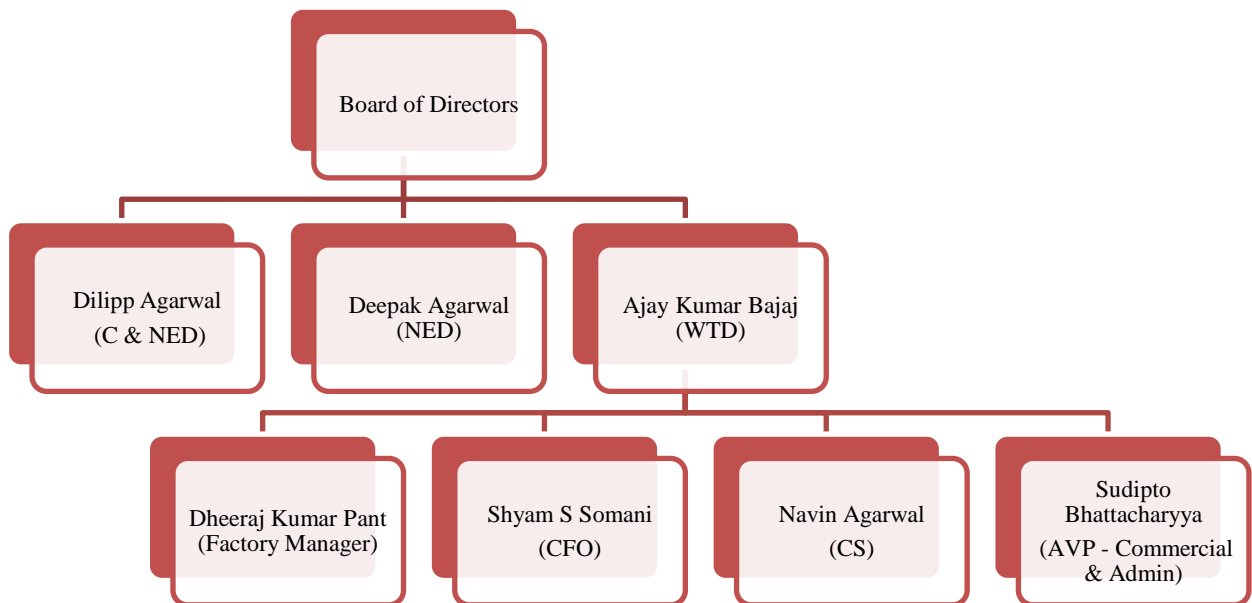 Board of Directors
Dilipp Agarwal
(C & NED)
Deepak Agarwal
(NED)
Ajay Kumar Bajaj
(WTD)
Dheeraj Kumar Pant
(Factory Manager)
Shyam S Somani
(CFO)
Navin Agarwal
(CS)
Sudipto
Bhattacharyya
(AVP - Commercial
& Admin)